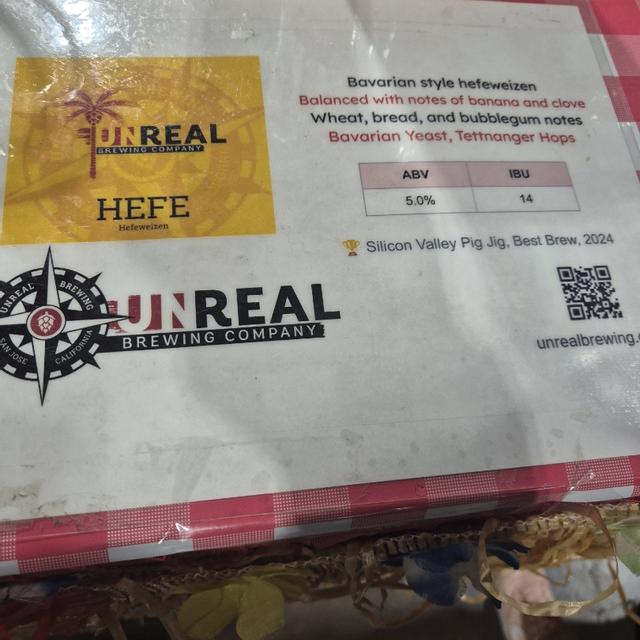 UNREAL
BREWING COMPANY
HEFE
Hefeweizen
Bavarian style hefeweizen
Balanced with notes of banana and clove
Wheat, bread, and bubblegum notes
Bavarian Yeast, Tettnanger Hops
ABV IBU
5.0% 14
🏆 Silicon Valley Pig Jig, Best Brew, 2024
unrealbrewing.
UNREAL BREWING
SAN JOSE CALIFORNIA
UNREAL
BREWING COMPANY